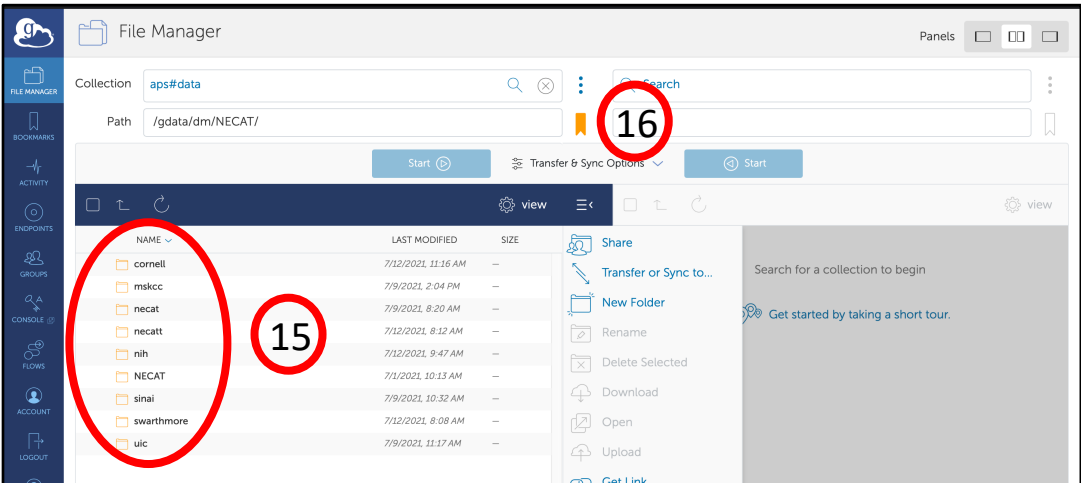 g
File Manager
Panels
FILE MANAGER
BOOKMARKS
ACTIVITY
ENDPOINTS
GROUPS
CONSOLE
FLOWS
ACCOUNT
LOGOUT
Collection aps#data
Search
Path /gdata/dm/NECAT/
16
Start Transfer & Sync Options Start
view view
NAME LAST MODIFIED SIZE
cornell 7/12/2021, 11:16 AM —
mskcc 7/9/2021, 2:04 PM —
necat 7/9/2021, 8:20 AM —
necatt 7/12/2021, 8:12 AM —
nih 7/12/2021, 9:47 AM —
NECAT 7/1/2021, 10:13 AM —
sinai 7/9/2021, 10:32 AM —
swarthmore 7/12/2021, 8:08 AM —
uic 7/9/2021, 11:17 AM —
15
Share
Transfer or Sync to...
New Folder
Rename
Delete Selected
Download
Open
Upload
Get Link
Search for a collection to begin
Get started by taking a short tour.